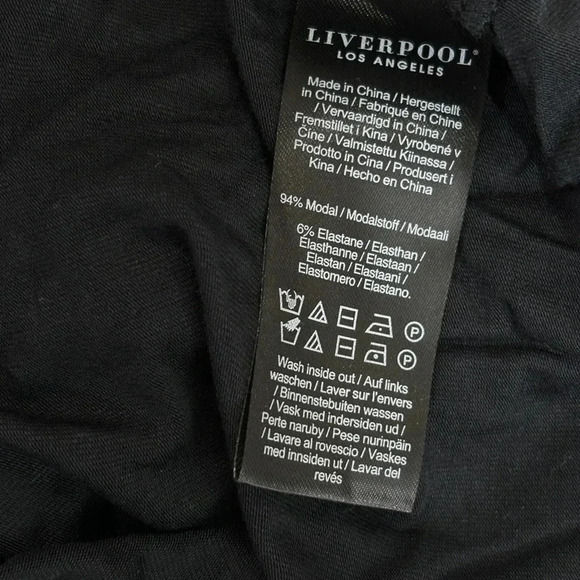 LIVERPOOL®
LOS ANGELES
Made in China / Hergestellt
in China / Fabriqué en Chine
/ Vervaardigd in China /
Fremstillet i Kina / Vyrobené v
Číne / Valmistettu Kiinassa /
Prodotto in Cina / Produsert i
Kina / Hecho en China
94% Modal / Modalstoff / Modaali
6% Elastane / Elasthan /
Élasthanne / Elastaan /
Elastan / Elastaani /
Elastomero / Elastano.
P
P
Wash inside out / Auf links
waschen / Laver sur l'envers
/ Binnenstebuiten wassen
/ Vask med indersiden ud /
Perte naruby / Pese nurinpäin
/ Lavare al rovescio / Vaskes
med innsiden ut / Lavar del
revés